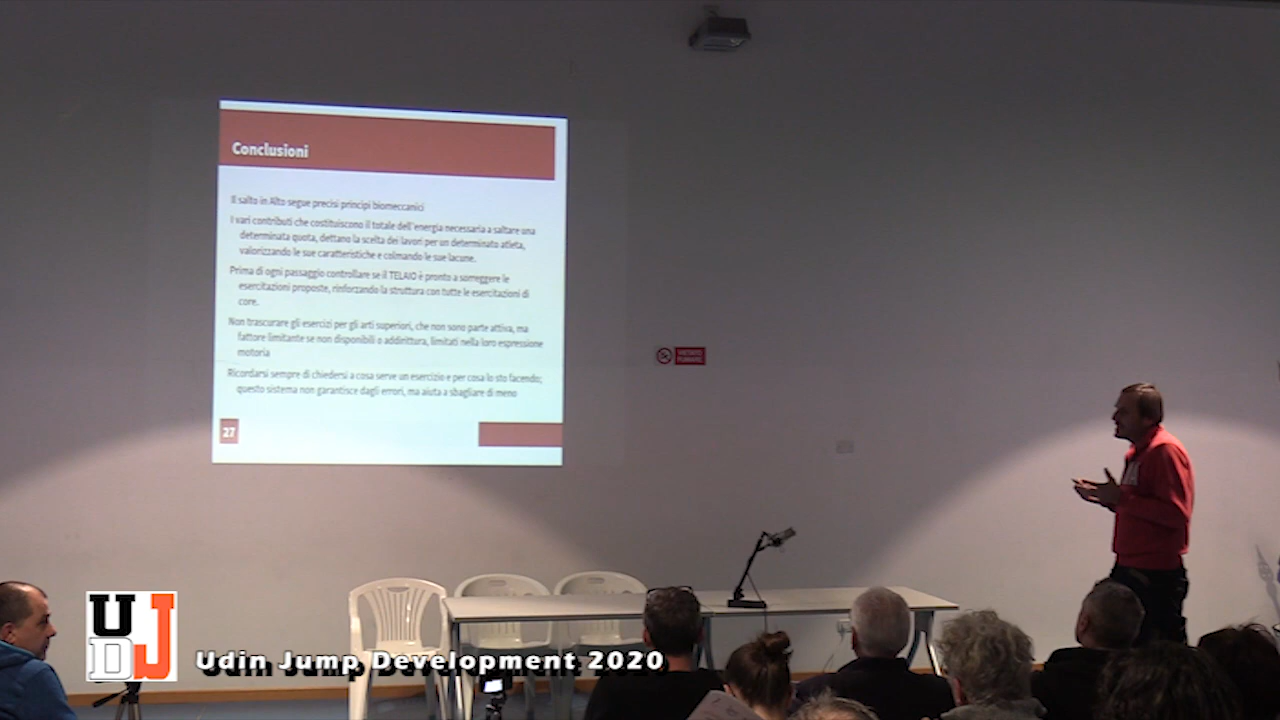 Conclusioni
Il salto in Alto segue precisi principi biomeccanici
I vari contributi che costituiscono il totale dell'energia necessaria a saltare una
determinata quota, dettano la scelta dei lavori per un determinato atleta,
valorizzando le sue caratteristiche e colmando le sue lacune.
Prima di ogni passaggio controllare se il TELAIO è pronto a sorreggere le
esercitazioni proposte, rinforzando la struttura con tutte le esercitazioni di
core.
Non trascurare gli esercizi per gli arti superiori, che non sono parte attiva, ma
fattore limitante se non disponibili o addirittura, limitati nella loro espressione
motoria
Ricordarsi sempre di chiedersi a cosa serve un esercizio e per cosa lo sto facendo;
questo sistema non garantisce dagli errori, ma aiuta a sbagliare di meno
27
VIETATO
FUMARE
UJD
Udin Jump Development 2020